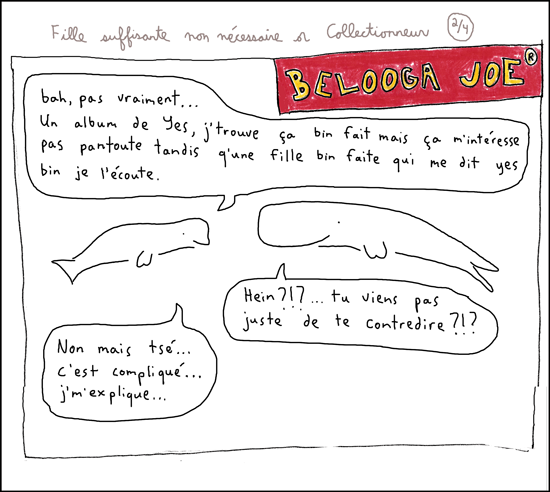 Fille suffisante non nécessaire or Collectionneur 2/4
BELOOGA JOE ®
bah, pas vraiment...
Un album de Yes, j'trouve ça bin fait mais ça m'intéresse
pas pantoute tandis q'une fille bin faite qui me dit yes
bin je l'écoute.
Hein?!?... tu viens pas
juste de te contredire?!?
Non mais tsé...
c'est compliqué...
j'm'explique...